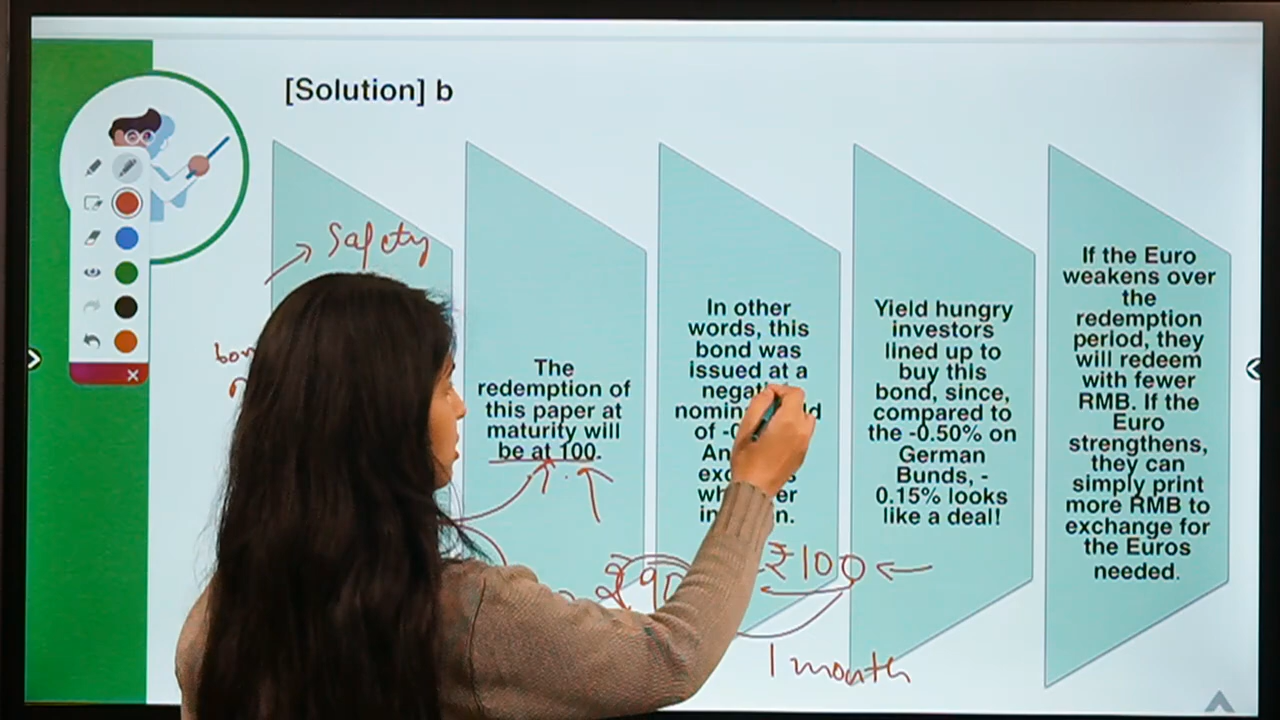 [Solution] b
Safety
The
redemption of
this paper at
maturity will
be at 100.
In other
words, this
bond was
issued at a
of
whatever
Yield hungry
investors
lined up to
buy this
bond, since,
compared to
the -0.50% on
German
Bunds, -
0.15% looks
like a deal!
If the Euro
weakens over
the
redemption
period, they
will redeem
with fewer
RMB. If the
Euro
strengthens,
they can
simply print
more RMB to
exchange for
the Euros
needed.
₹100
1 month